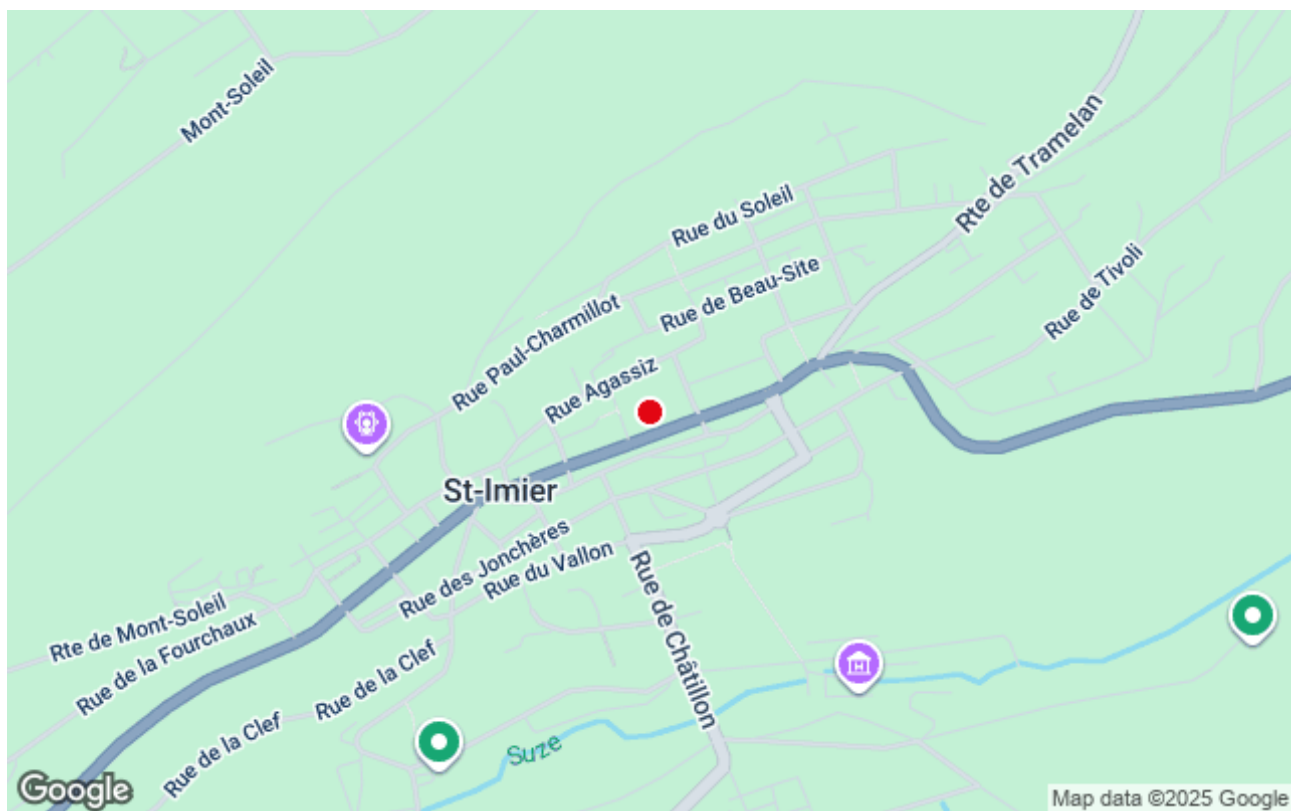 Mont-Soleil
Rte de Tramelan
Rue du Soleil
Rue de Beau-Site
Rue de Tivoli
Rue Paul-Charmillot
Rue Agassiz
St-Imier
Rue des Jonchères
Rue du Vallon
Rue de Châtillon
Rte de Mont-Soleil
Rue de la Fourchaux
Rue de la Clef
Rue de la Clef
Suze
Google
Map data ©2025 Google